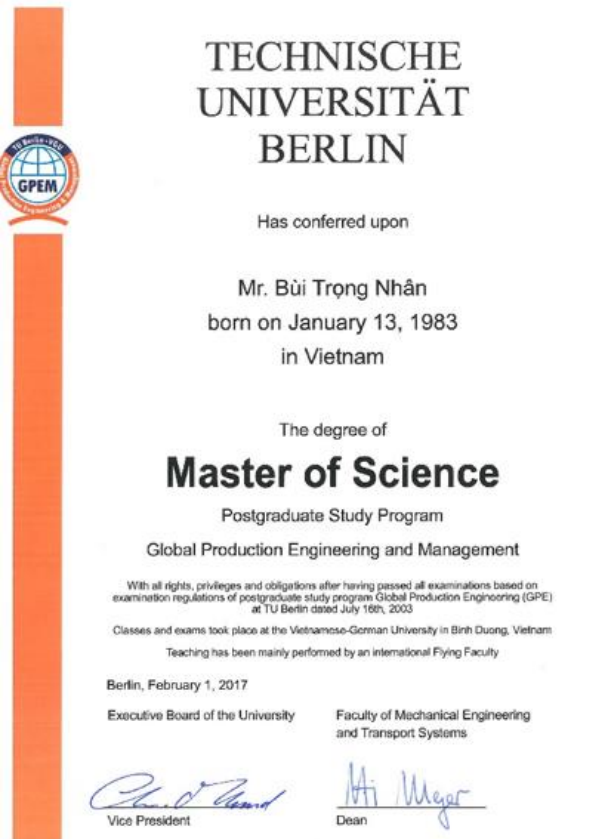 TECHNISCHE
UNIVERSITÄT
BERLIN
TU Berlin - VGU
GPEM
Has conferred upon
Mr. Bùi Trọng Nhân
born on January 13, 1983
in Vietnam
The degree of
Master of Science
Postgraduate Study Program
Global Production Engineering and Management
With all rights, privileges and obligations after having passed all examinations based on
examination regulations of postgraduate study program Global Production Engineering (GPE)
at TU Berlin dated July 16th, 2003
Classes and exams took place at the Vietnamese-German University in Binh Duong, Vietnam
Teaching has been mainly performed by an international Flying Faculty
Berlin, February 1, 2017
Executive Board of the University
Faculty of Mechanical Engineering
and Transport Systems
Meyer
Vice President
Dean